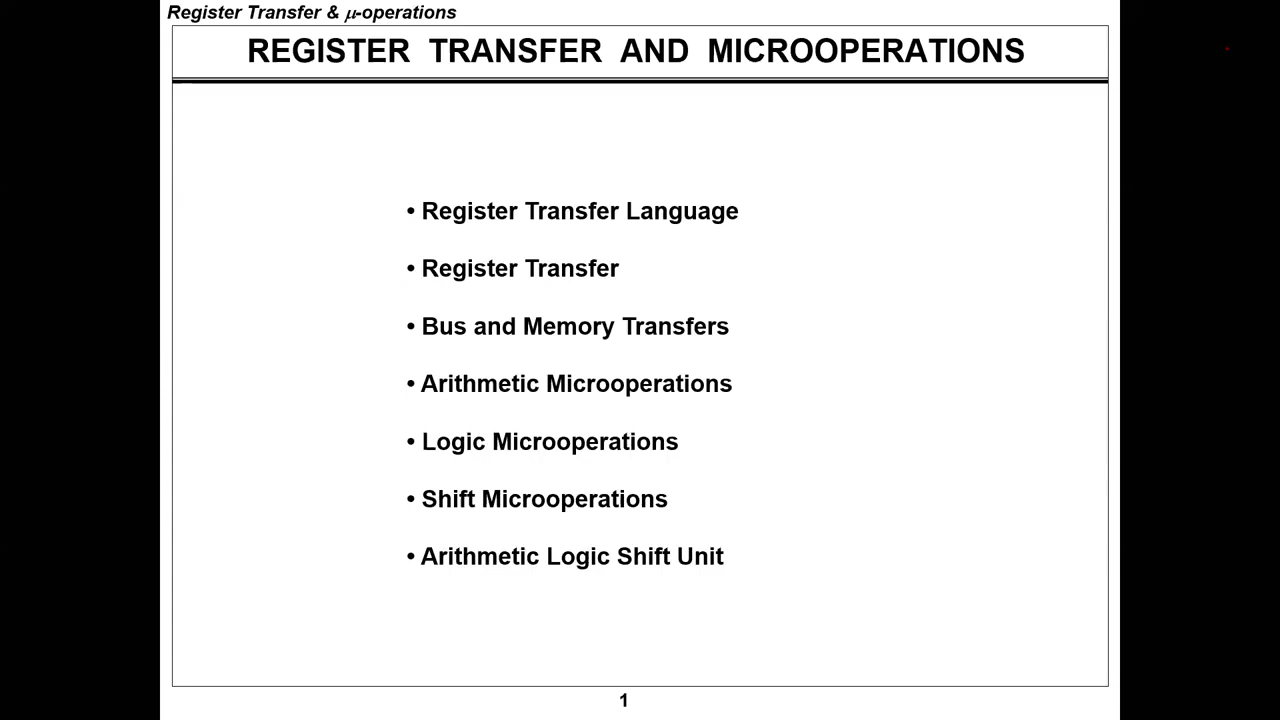 Register Transfer & μ-operations
REGISTER TRANSFER AND MICROOPERATIONS
• Register Transfer Language
• Register Transfer
• Bus and Memory Transfers
• Arithmetic Microoperations
• Logic Microoperations
• Shift Microoperations
• Arithmetic Logic Shift Unit
1